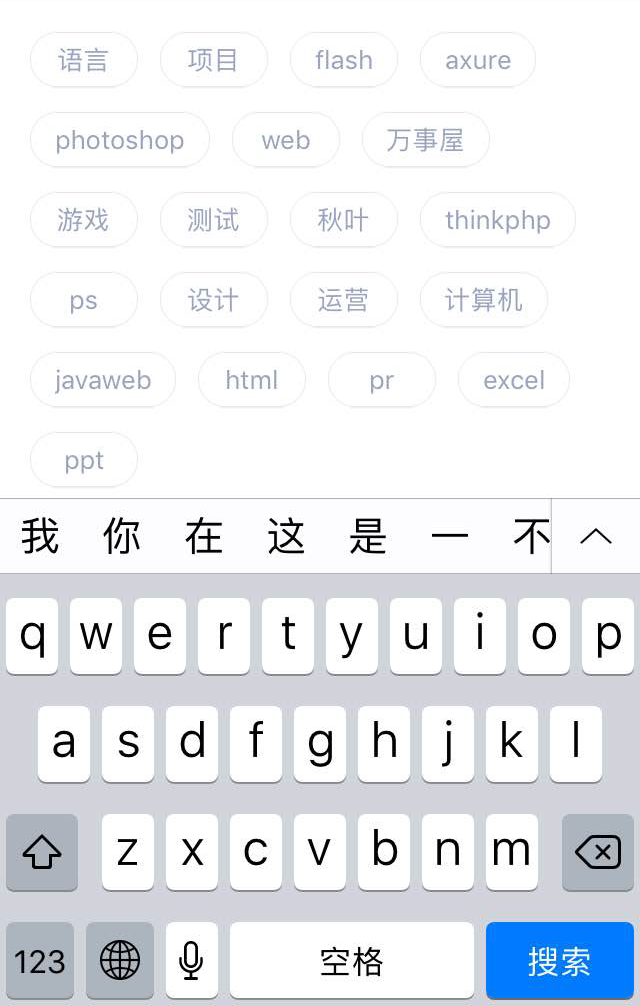 语言 项目 flash axure
photoshop web 万事屋
游戏 测试 秋叶 thinkphp
ps 设计 运营 计算机
javaweb html pr excel
ppt
我 你 在 这 是 一 不
q w e r t y u i o p
a s d f g h j k l
z x c v b n m
123 空格 搜索